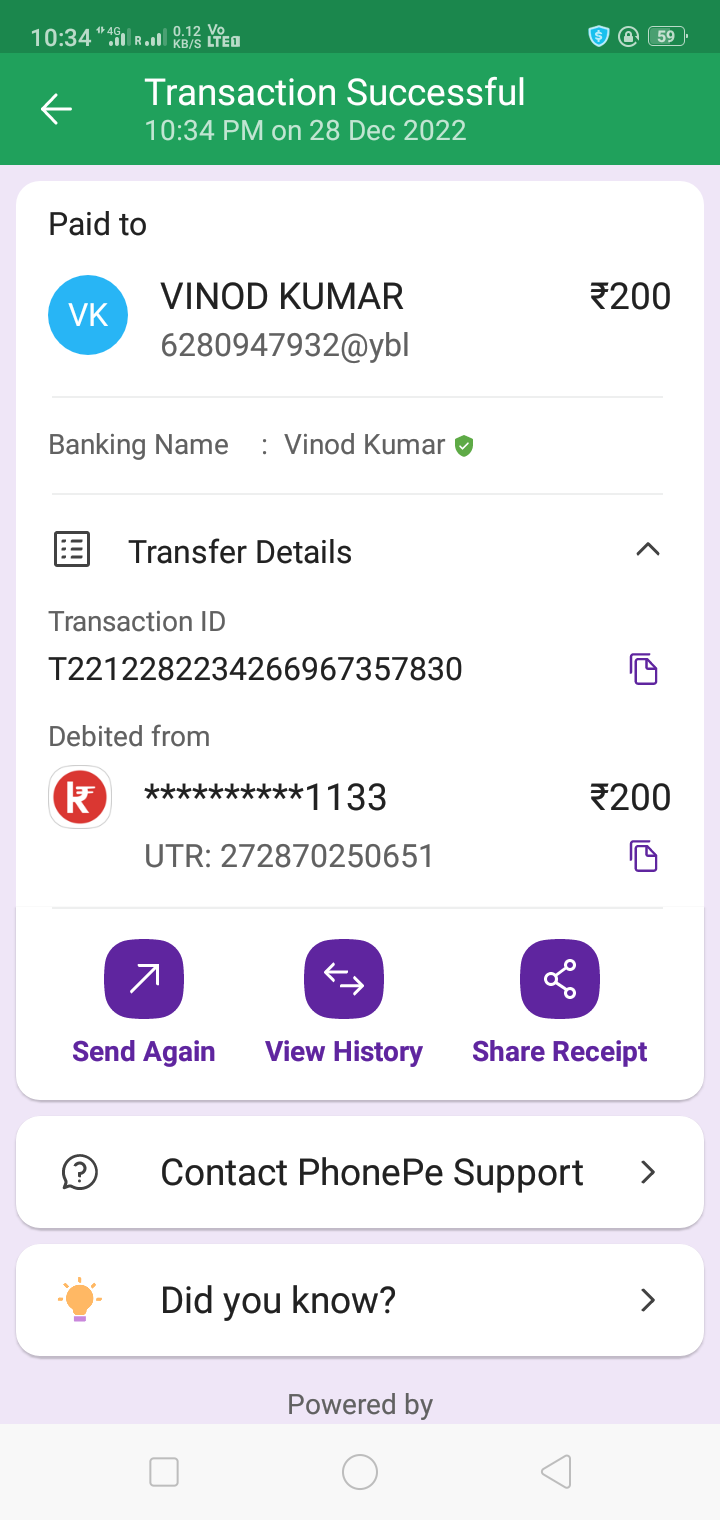 10:34 4G R 0.12 KB/S Vo LTE 59
Transaction Successful
10:34 PM on 28 Dec 2022
Paid to
VK VINOD KUMAR ₹200
6280947932@ybl
Banking Name : Vinod Kumar
Transfer Details
Transaction ID
T2212282234266967357830
Debited from
**********1133 ₹200
UTR: 272870250651
Send Again View History Share Receipt
Contact PhonePe Support
Did you know?
Powered by